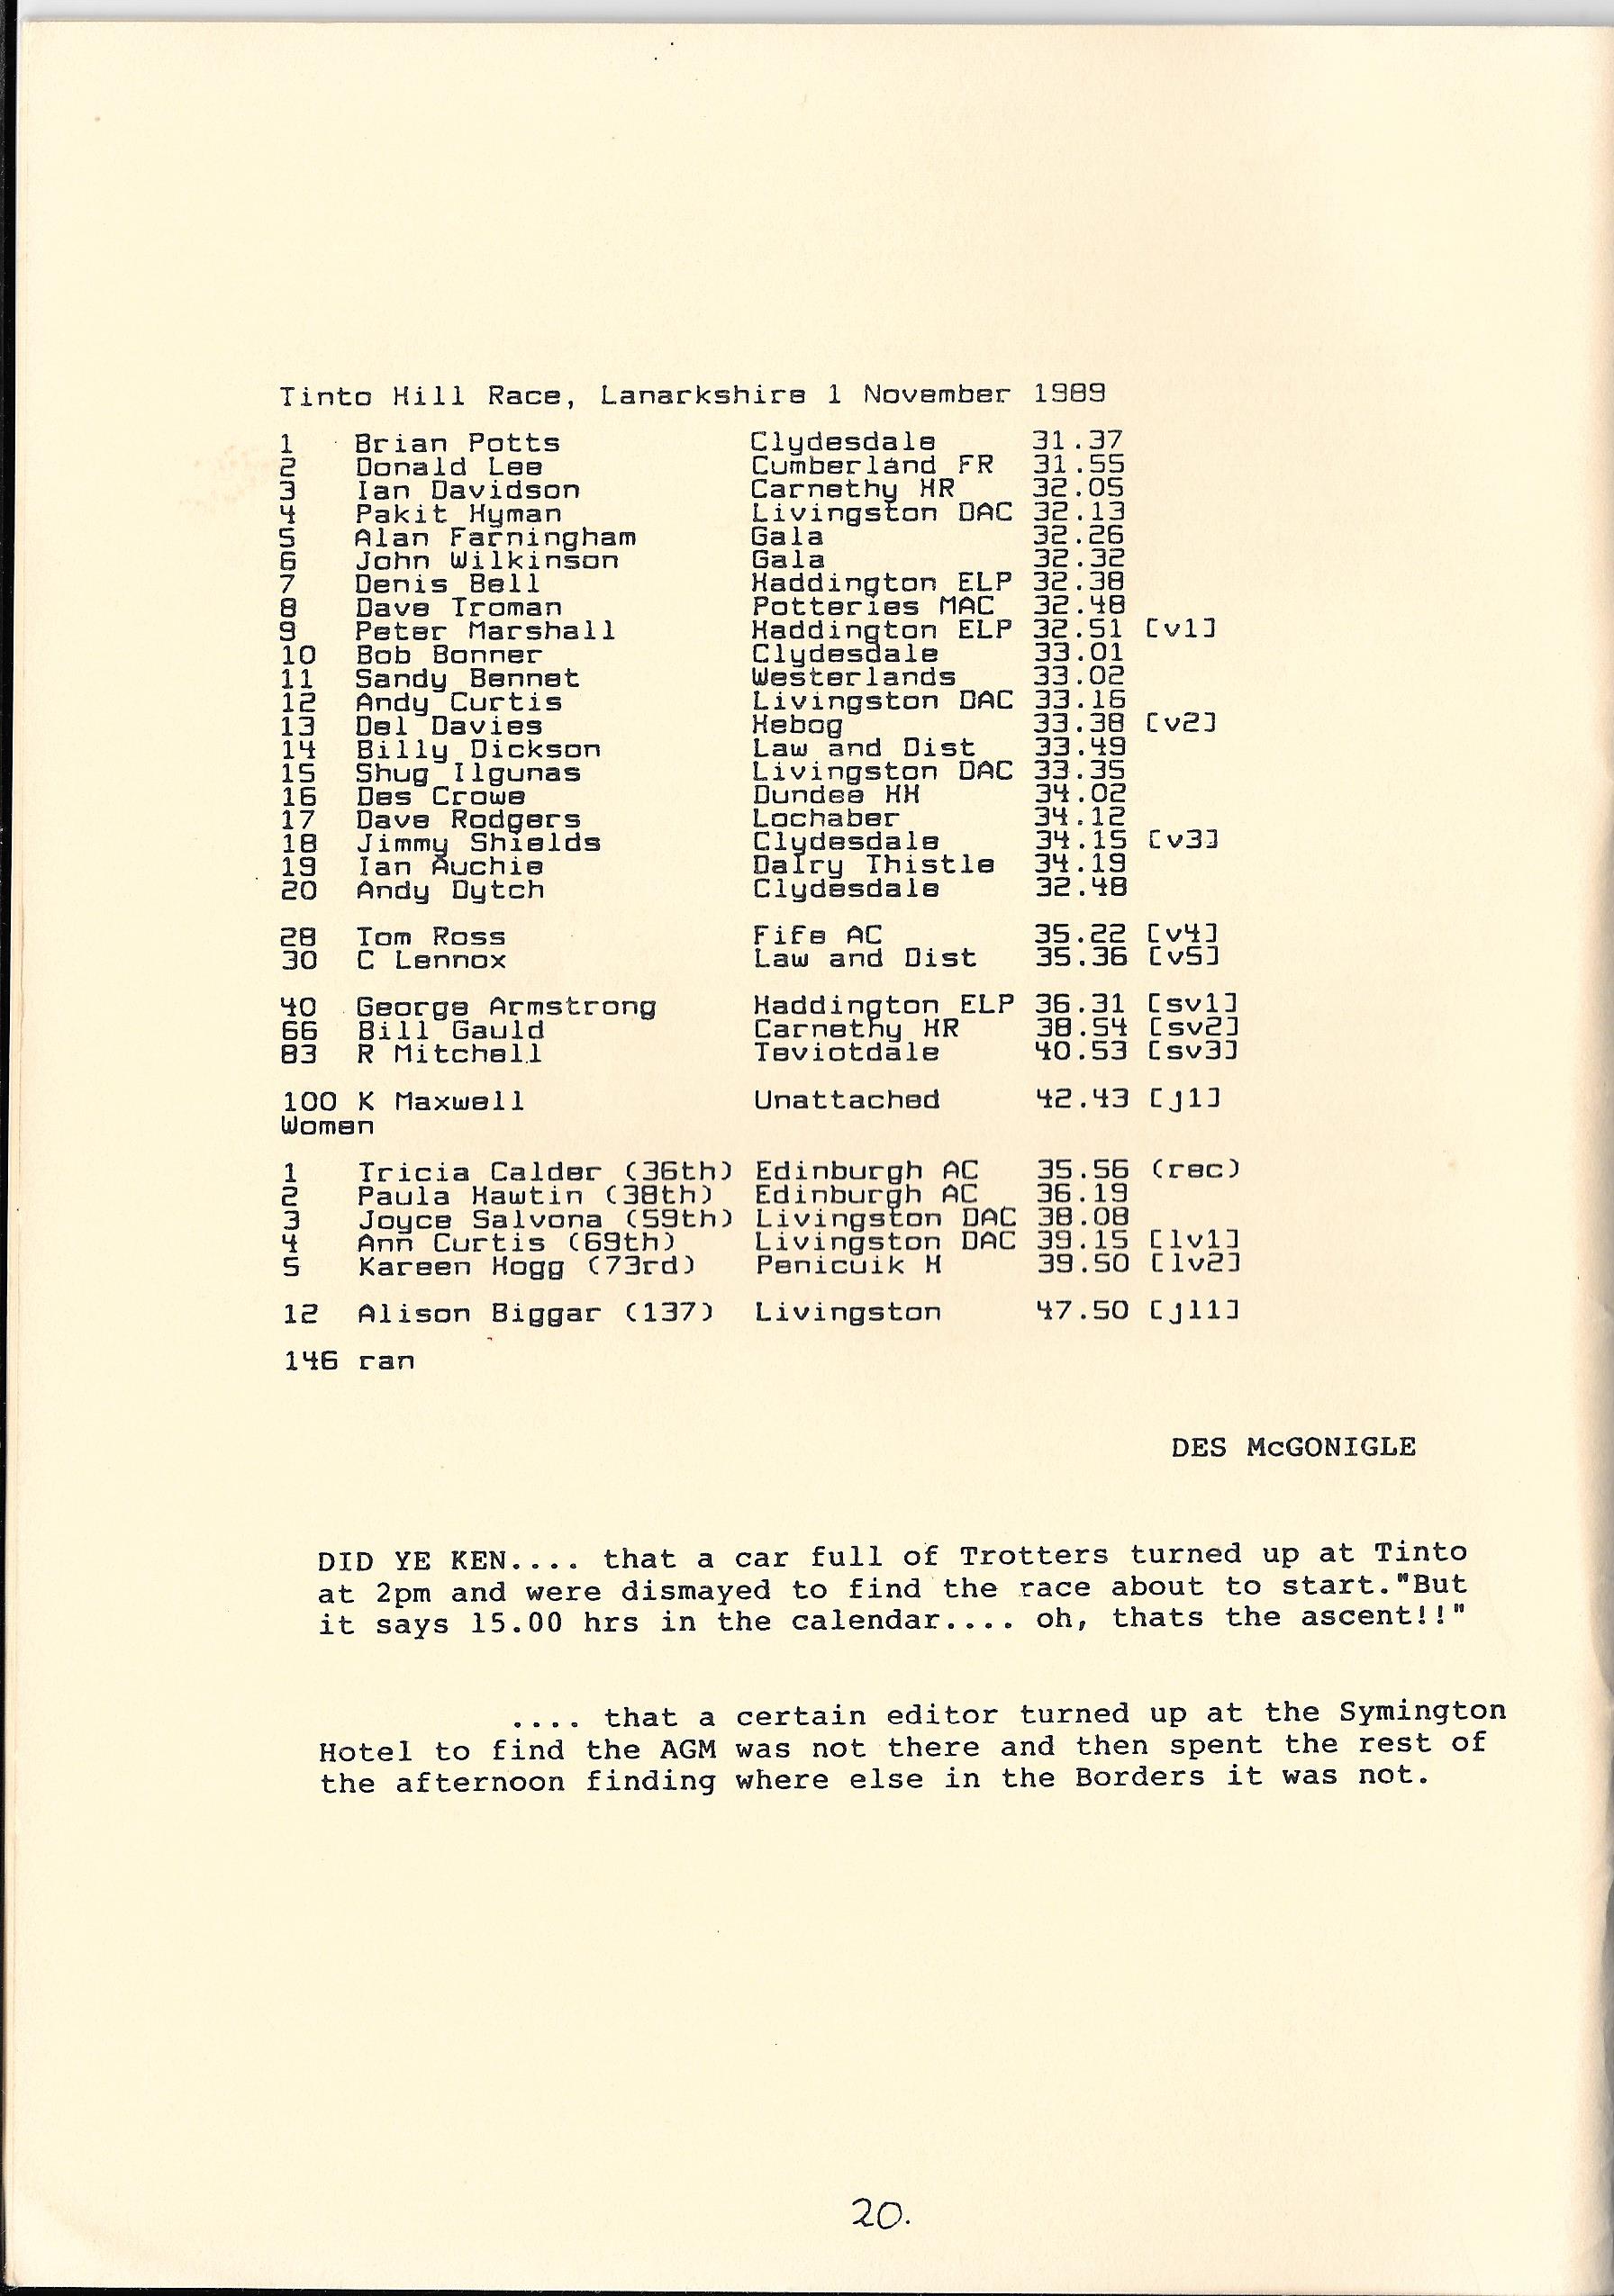 Tinto Hill Race, Lanarkshire 1 November 1989
1 Brian Potts Clydesdale 31.37
2 Donald Lee Cumberland FR 31.55
3 Ian Davidson Carnethy HR 32.05
4 Pakit Hyman Livingston DAC 32.13
5 Alan Farningham Gala 32.26
6 John Wilkinson Gala 32.32
7 Denis Bell Haddington ELP 32.38
8 Dave Troman Potteries MAC 32.48
9 Peter Marshall Haddington ELP 32.51 [v1]
10 Bob Bonner Clydesdale 33.01
11 Sandy Bennet Westerlands 33.02
12 Andy Curtis Livingston DAC 33.16
13 Del Davies Hebog 33.38 [v2]
14 Billy Dickson Law and Dist 33.49
15 Shug Ilgunas Livingston DAC 33.35
16 Des Crowe Dundee HH 34.02
17 Dave Rodgers Lochaber 34.12
18 Jimmy Shields Clydesdale 34.15 [v3]
19 Ian Auchie Dalry Thistle 34.19
20 Andy Dytch Clydesdale 32.48
28 Tom Ross Fife AC 35.22 [v4]
30 C Lennox Law and Dist 35.36 [v5]
40 George Armstrong Haddington ELP 36.31 [sv1]
66 Bill Gauld Carnethy HR 38.54 [sv2]
83 R Mitchell Teviotdale 40.53 [sv3]
100 K Maxwell Unattached 42.43 [j1]
Women
1 Tricia Calder (36th) Edinburgh AC 35.56 (rec)
2 Paula Hawtin (38th) Edinburgh AC 36.19
3 Joyce Salvona (59th) Livingston DAC 38.08
4 Ann Curtis (69th) Livingston DAC 39.15 [lv1]
5 Kareen Hogg (73rd) Penicuik H 39.50 [lv2]
12 Alison Biggar (137) Livingston 47.50 [jl1]
146 ran
DES McGONIGLE
DID YE KEN.... that a car full of Trotters turned up at Tinto
at 2pm and were dismayed to find the race about to start."But
it says 15.00 hrs in the calendar.... oh, thats the ascent!!"
.... that a certain editor turned up at the Symington
Hotel to find the AGM was not there and then spent the rest of
the afternoon finding where else in the Borders it was not.
20.